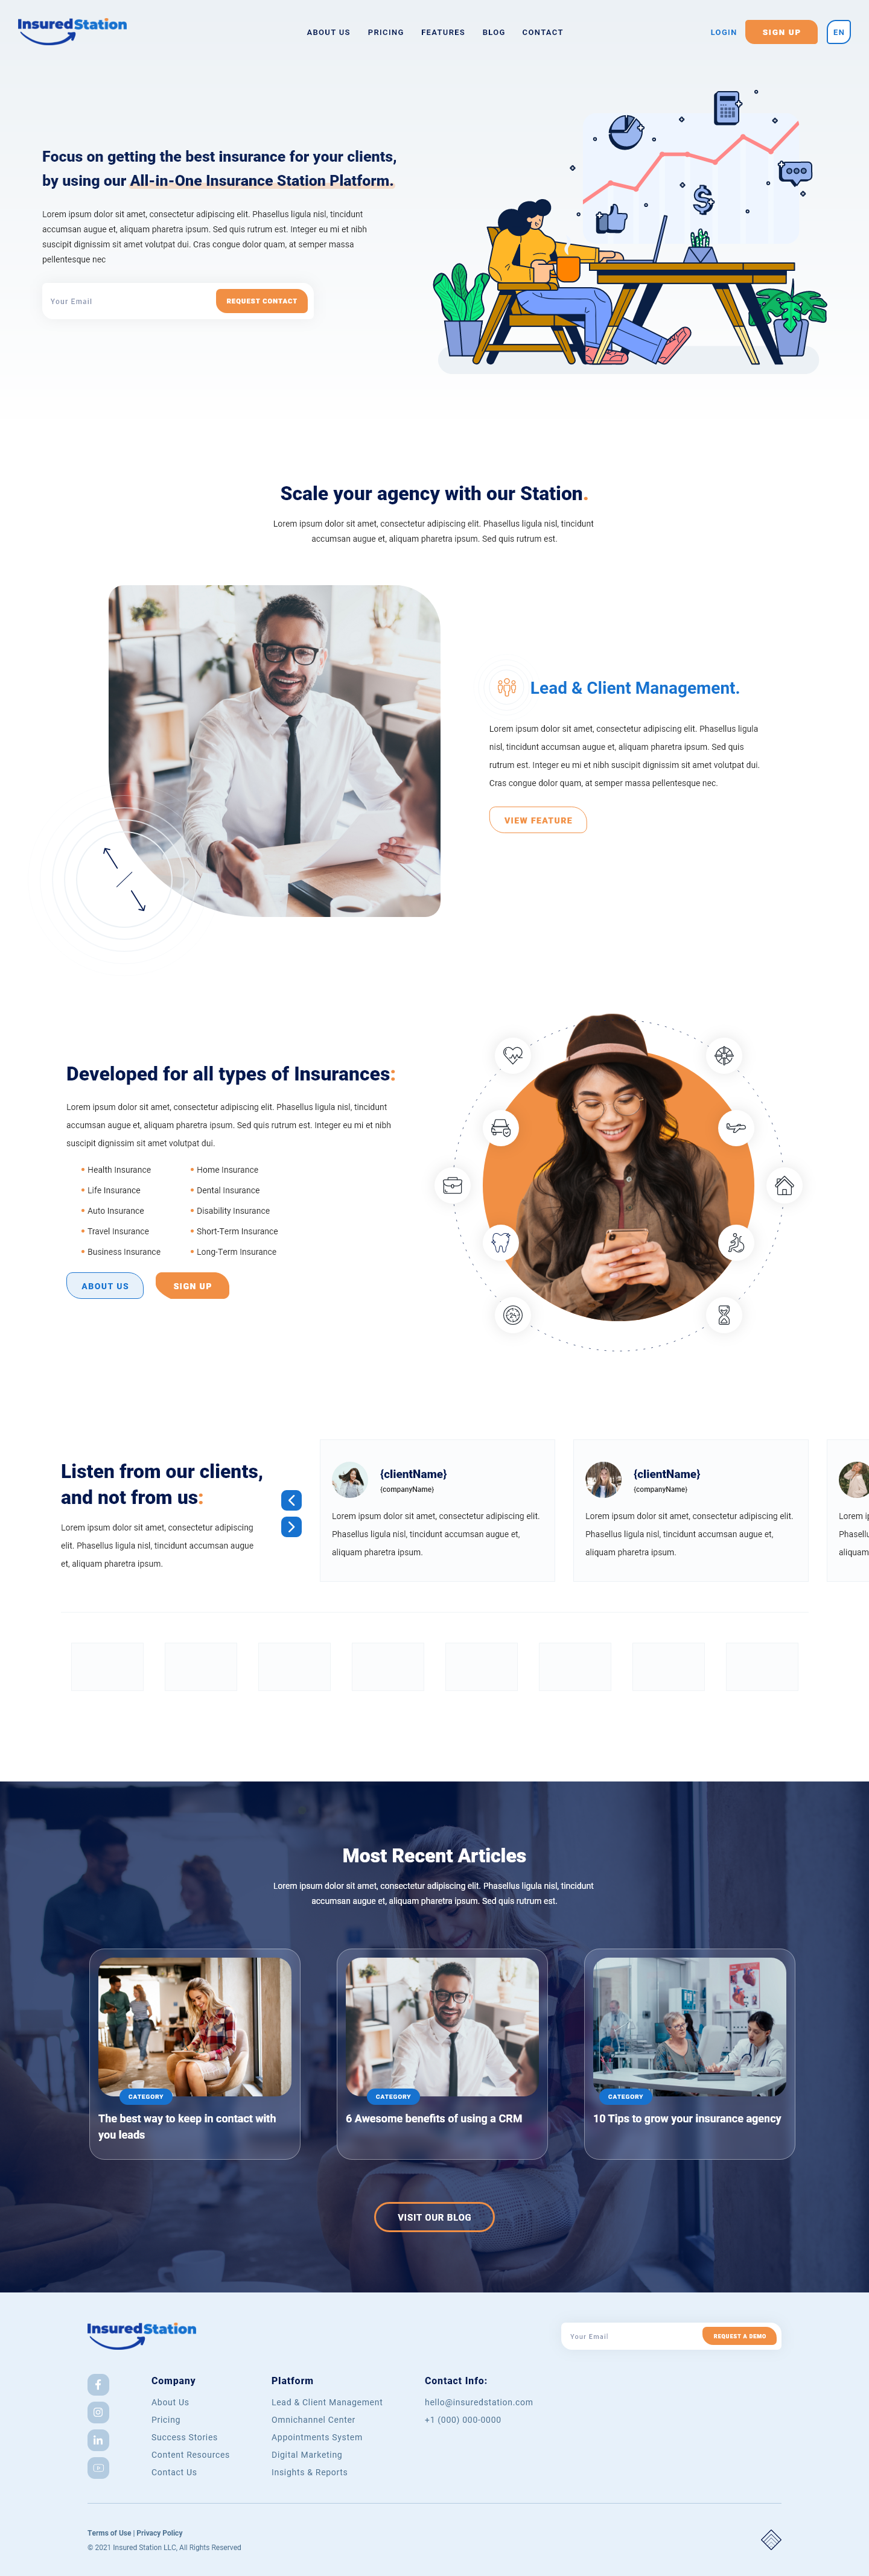 InsuredStation
ABOUT US PRICING FEATURES BLOG CONTACT
LOGIN SIGN UP EN
Focus on getting the best insurance for your clients,
by using our All-in-One Insurance Station Platform.
Lorem ipsum dolor sit amet, consectetur adipiscing elit. Phasellus ligula nisl, tincidunt
accumsan augue et, aliquam pharetra ipsum. Sed quis rutrum est. Integer eu mi et nibh
suscipit dignissim sit amet volutpat dui. Cras congue dolor quam, at semper massa
pellentesque nec
Your Email REQUEST CONTACT
Scale your agency with our Station.
Lorem ipsum dolor sit amet, consectetur adipiscing elit. Phasellus ligula nisl, tincidunt
accumsan augue et, aliquam pharetra ipsum. Sed quis rutrum est.
Lead & Client Management.
Lorem ipsum dolor sit amet, consectetur adipiscing elit. Phasellus ligula
nisl, tincidunt accumsan augue et, aliquam pharetra ipsum. Sed quis
rutrum est. Integer eu mi et nibh suscipit dignissim sit amet volutpat dui.
Cras congue dolor quam, at semper massa pellentesque nec.
VIEW FEATURE
Developed for all types of Insurances:
Lorem ipsum dolor sit amet, consectetur adipiscing elit. Phasellus ligula nisl, tincidunt
accumsan augue et, aliquam pharetra ipsum. Sed quis rutrum est. Integer eu mi et nibh
suscipit dignissim sit amet volutpat dui.
Health Insurance
Life Insurance
Auto Insurance
Travel Insurance
Business Insurance
Home Insurance
Dental Insurance
Disability Insurance
Short-Term Insurance
Long-Term Insurance
ABOUT US SIGN UP
24
Listen from our clients,
and not from us:
Lorem ipsum dolor sit amet, consectetur adipiscing
elit. Phasellus ligula nisl, tincidunt accumsan augue
et, aliquam pharetra ipsum.
{clientName}
{companyName}
Lorem ipsum dolor sit amet, consectetur adipiscing elit.
Phasellus ligula nisl, tincidunt accumsan augue et,
aliquam pharetra ipsum.
{clientName}
{companyName}
Lorem ipsum dolor sit amet, consectetur adipiscing elit.
Phasellus ligula nisl, tincidunt accumsan augue et,
aliquam pharetra ipsum.
Lorem ip
Phasellu
aliquam
Most Recent Articles
Lorem ipsum dolor sit amet, consectetur adipiscing elit. Phasellus ligula nisl, tincidunt
accumsan augue et, aliquam pharetra ipsum. Sed quis rutrum est.
CATEGORY
The best way to keep in contact with
you leads
CATEGORY
6 Awesome benefits of using a CRM
CATEGORY
10 Tips to grow your insurance agency
VISIT OUR BLOG
InsuredStation
Your Email REQUEST A DEMO
Company
About Us
Pricing
Success Stories
Content Resources
Contact Us
Platform
Lead & Client Management
Omnichannel Center
Appointments System
Digital Marketing
Insights & Reports
Contact Info:
hello@insuredstation.com
+1 (000) 000-0000
Terms of Use | Privacy Policy
© 2021 Insured Station LLC, All Rights Reserved